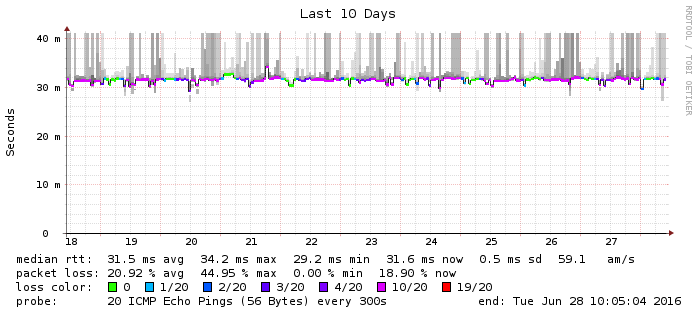 Last 10 Days
RRDTOOL / TOBI OETIKER
Seconds
40 m
30 m
20 m
10 m
0
18 19 20 21 22 23 24 25 26 27
median rtt: 31.5 ms avg 34.2 ms max 29.2 ms min 31.6 ms now 0.5 ms sd 59.1 am/s
packet loss: 20.92 % avg 44.95 % max 0.00 % min 18.90 % now
loss color: 0 1/20 2/20 3/20 4/20 10/20 19/20
probe: 20 ICMP Echo Pings (56 Bytes) every 300s end: Tue Jun 28 10:05:04 2016